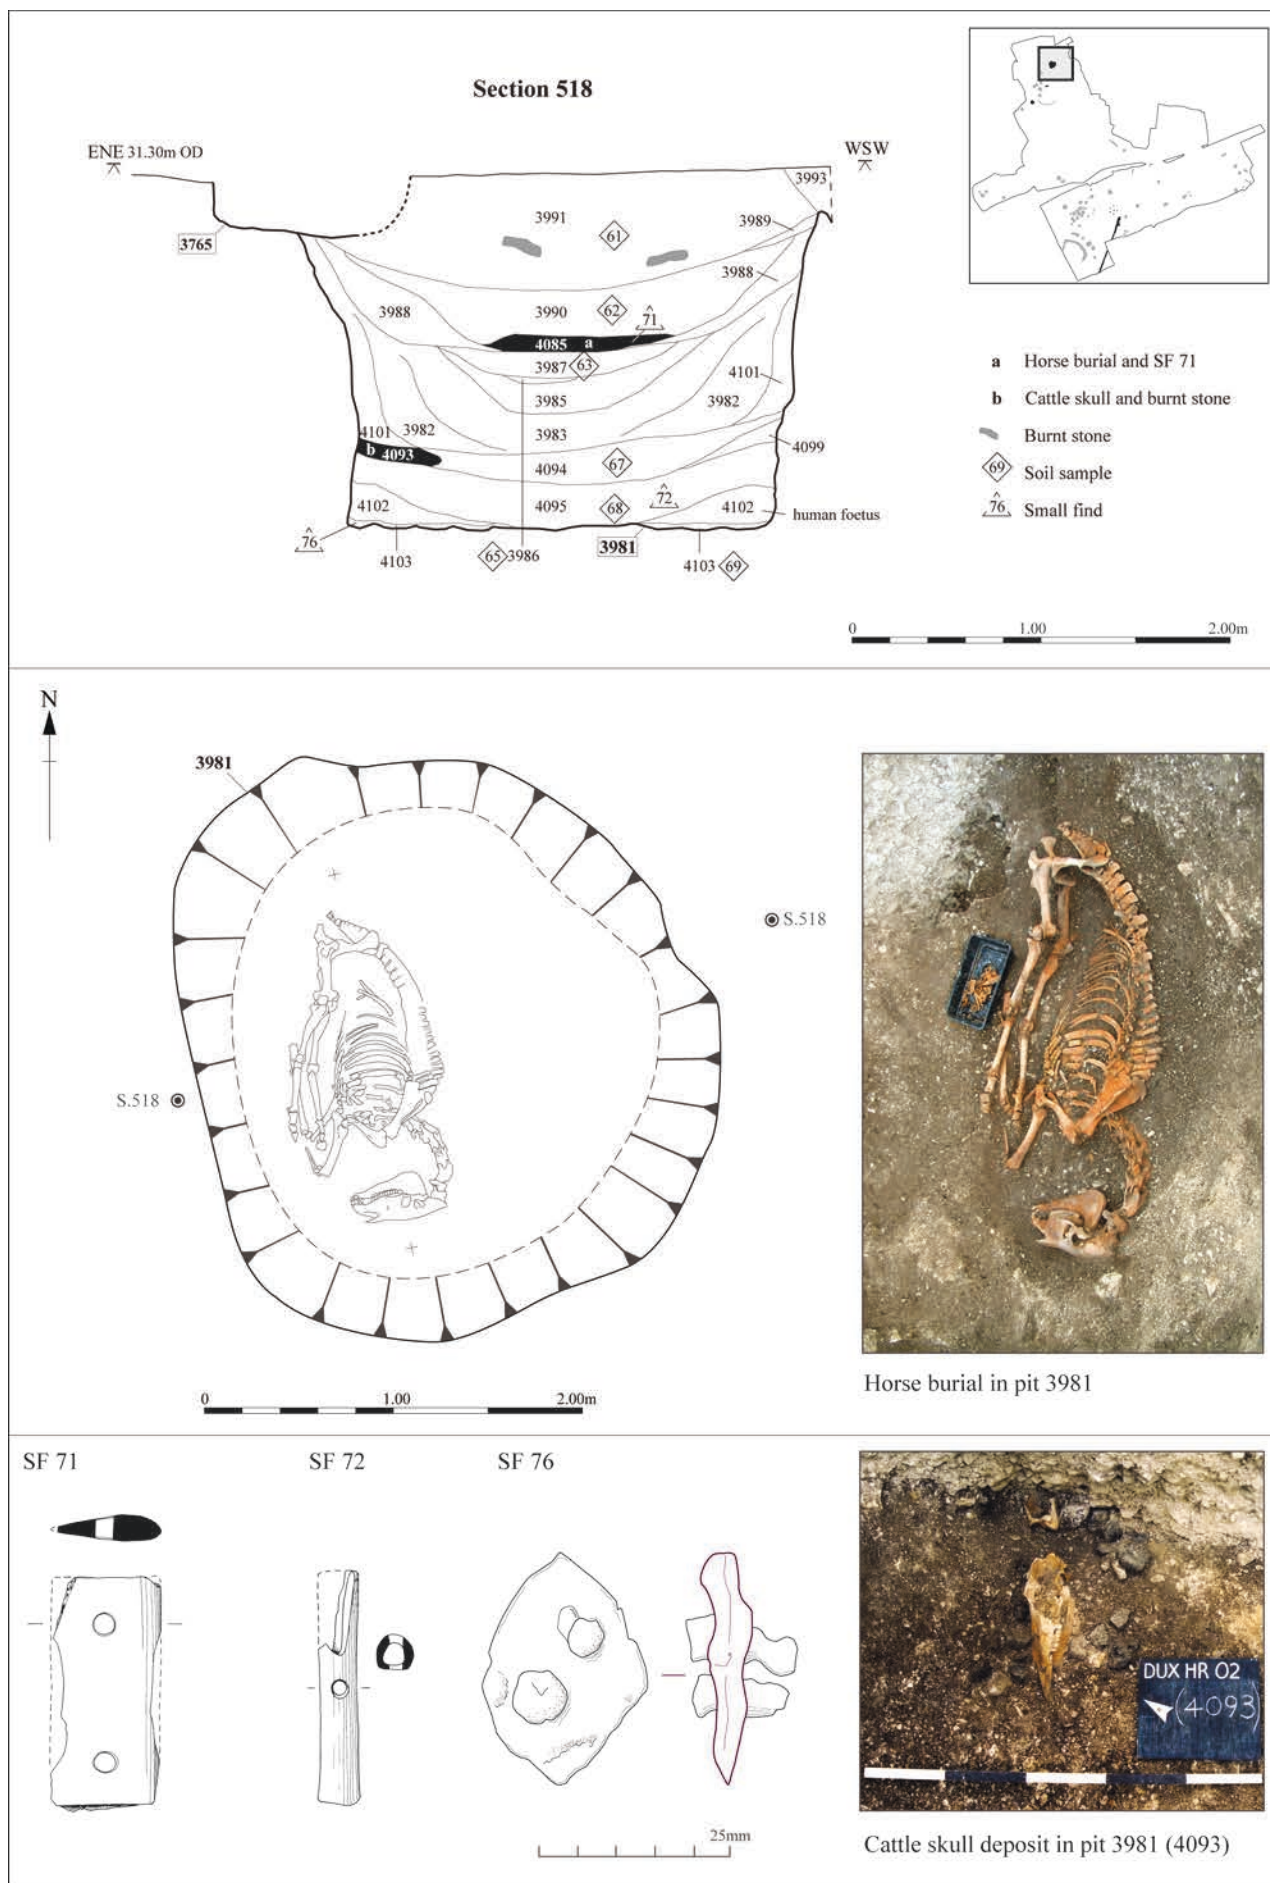 Section 518
ENE 31.30m OD
WSW
3993
3991
61
3989
3765
3988
3988
3990
62
71
4085 a
3987
63
4101
3985
3982
4101
3982
3983
b 4093
4099
4094
67
4102
4095
68
72
4102
human foetus
76
4103
65
3986
3981
4103
69
a Horse burial and SF 71
b Cattle skull and burnt stone
Burnt stone
69 Soil sample
76 Small find
0 1.00 2.00m
N
3981
S.518
S.518
0 1.00 2.00m
Horse burial in pit 3981
SF 71
SF 72
SF 76
25mm
DUX HR 02
(4093)
Cattle skull deposit in pit 3981 (4093)